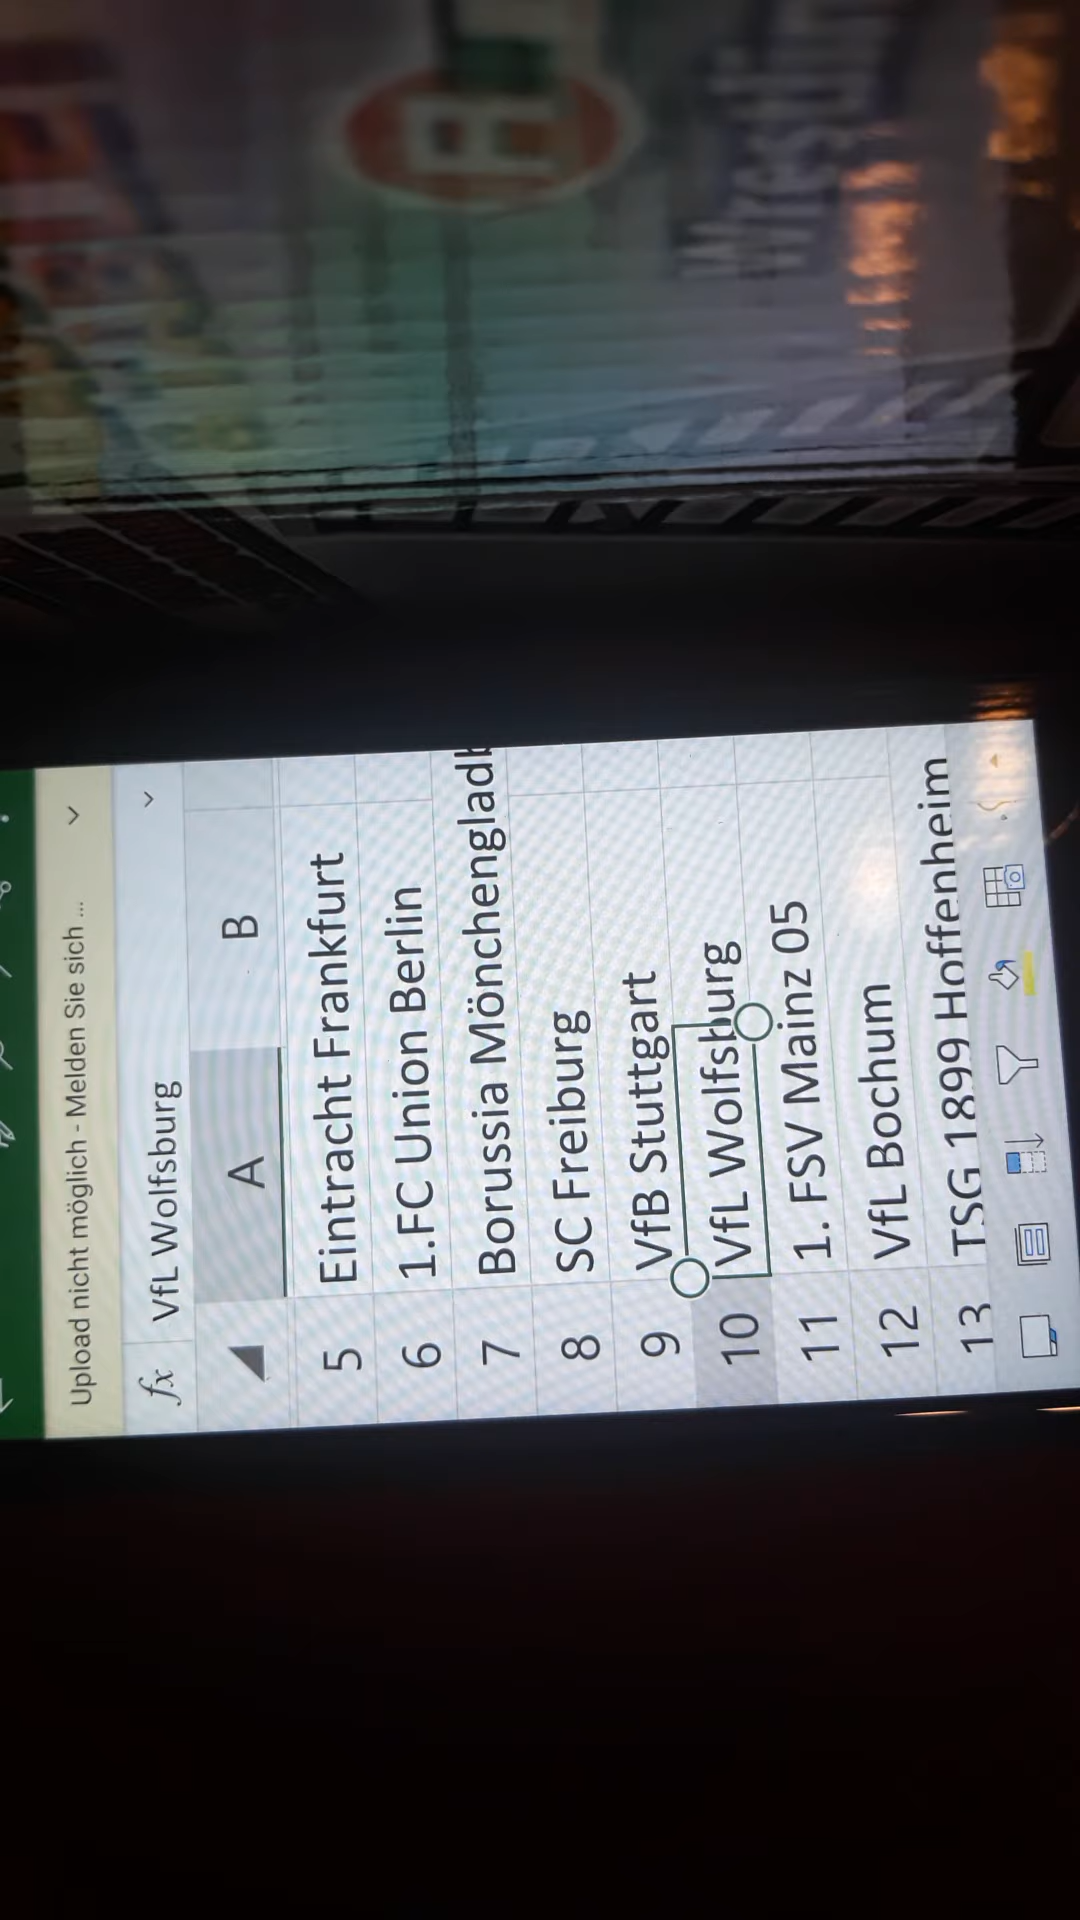 Upload nicht möglich - Melden Sie sich ...
fx VfL Wolfsburg
A B
5 Eintracht Frankfurt
6 1.FC Union Berlin
7 Borussia Mönchengladb
8 SC Freiburg
9 VfB Stuttgart
10 VfL Wolfsburg
11 1. FSV Mainz 05
12 VfL Bochum
13 TSG 1899 Hoffenheim